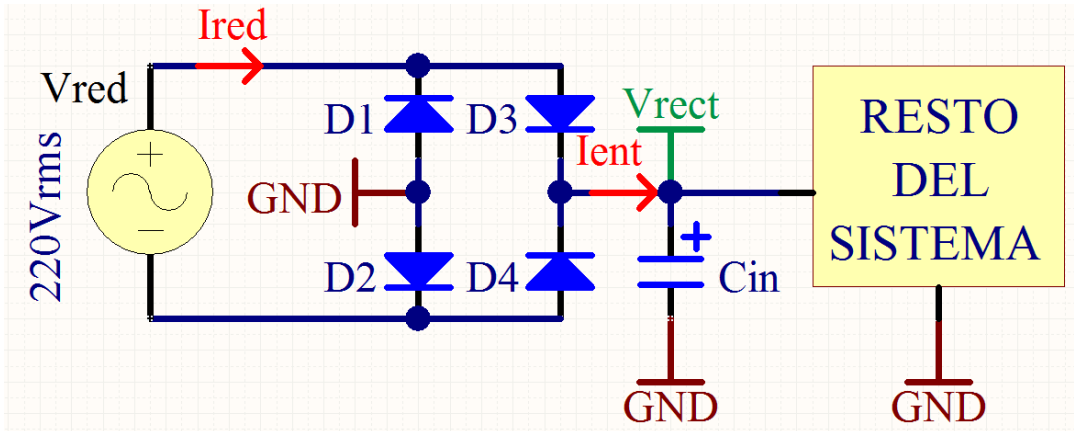 Ired
Vred
220Vrms
D1
D3
GND
D2
D4
Ient
Vrect
+
Cin
GND
RESTO
DEL
SISTEMA
GND